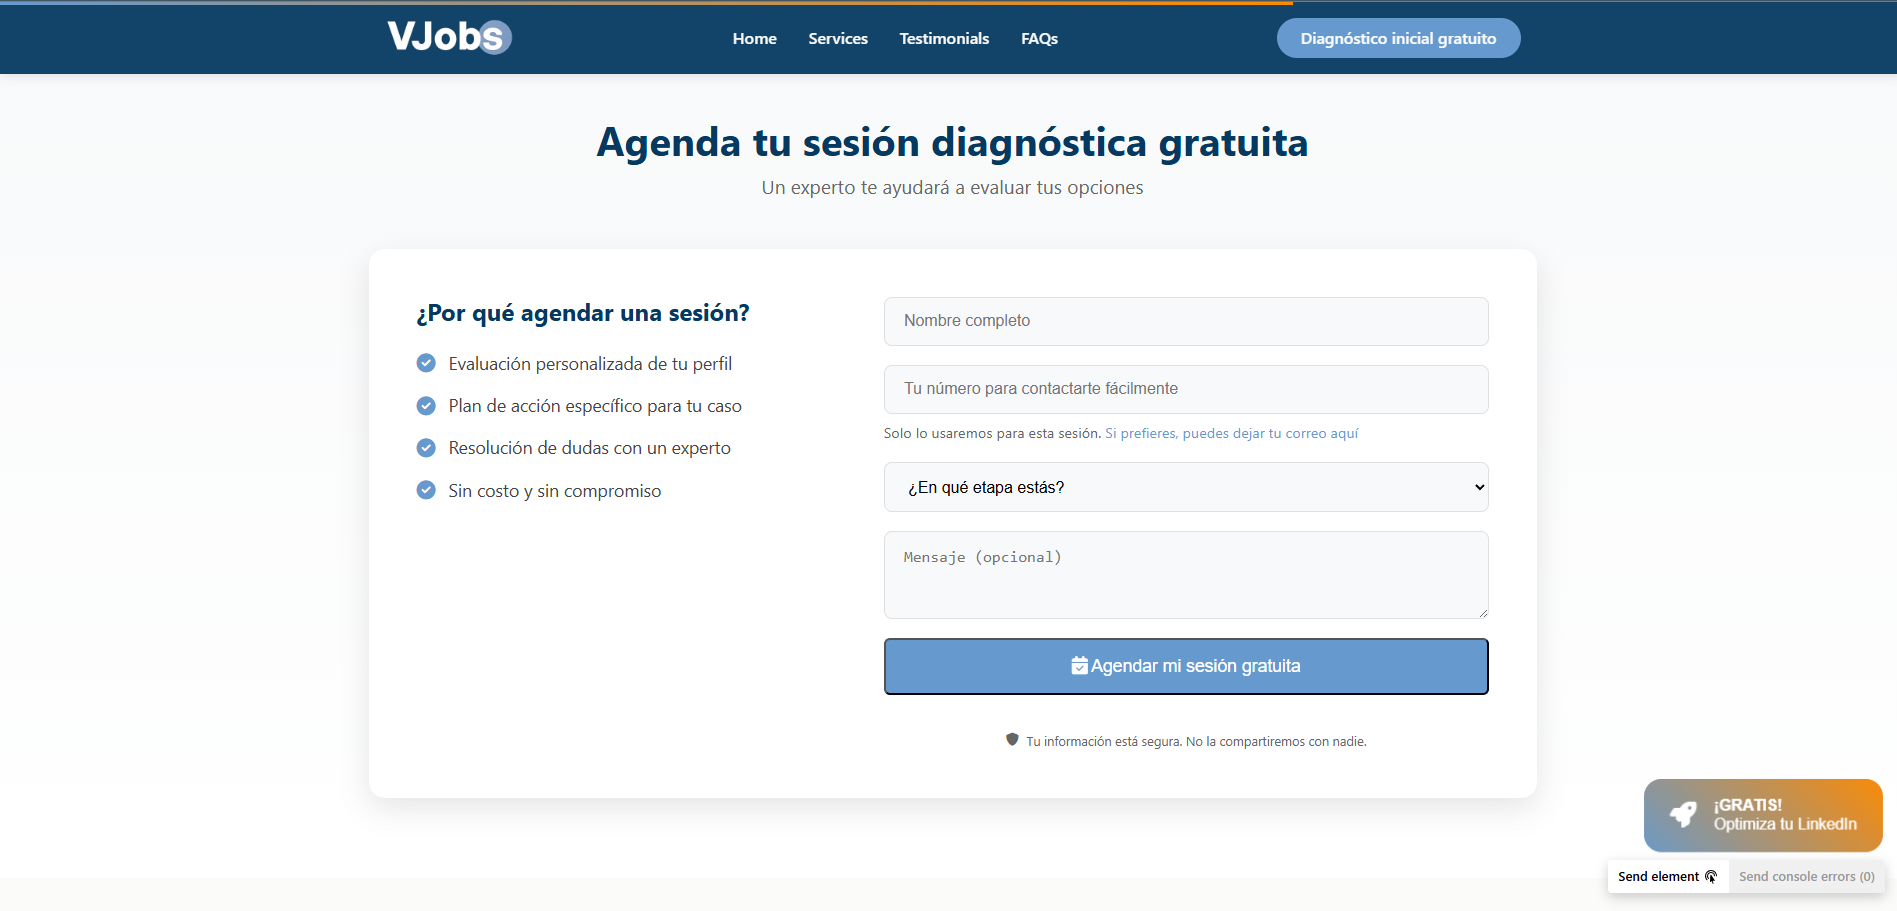 VJobs
Home
Services
Testimonials
FAQs
Diagnóstico inicial gratuito
Agenda tu sesión diagnóstica gratuita
Un experto te ayudará a evaluar tus opciones
¿Por qué agendar una sesión?
Evaluación personalizada de tu perfil
Plan de acción específico para tu caso
Resolución de dudas con un experto
Sin costo y sin compromiso
Nombre completo
Tu número para contactarte fácilmente
Solo lo usaremos para esta sesión. Si prefieres, puedes dejar tu correo aquí
¿En qué etapa estás?
Mensaje (opcional)
Agendar mi sesión gratuita
Tu información está segura. No la compartiremos con nadie.
¡GRATIS!
Optimiza tu LinkedIn
Send element
Send console errors (0)